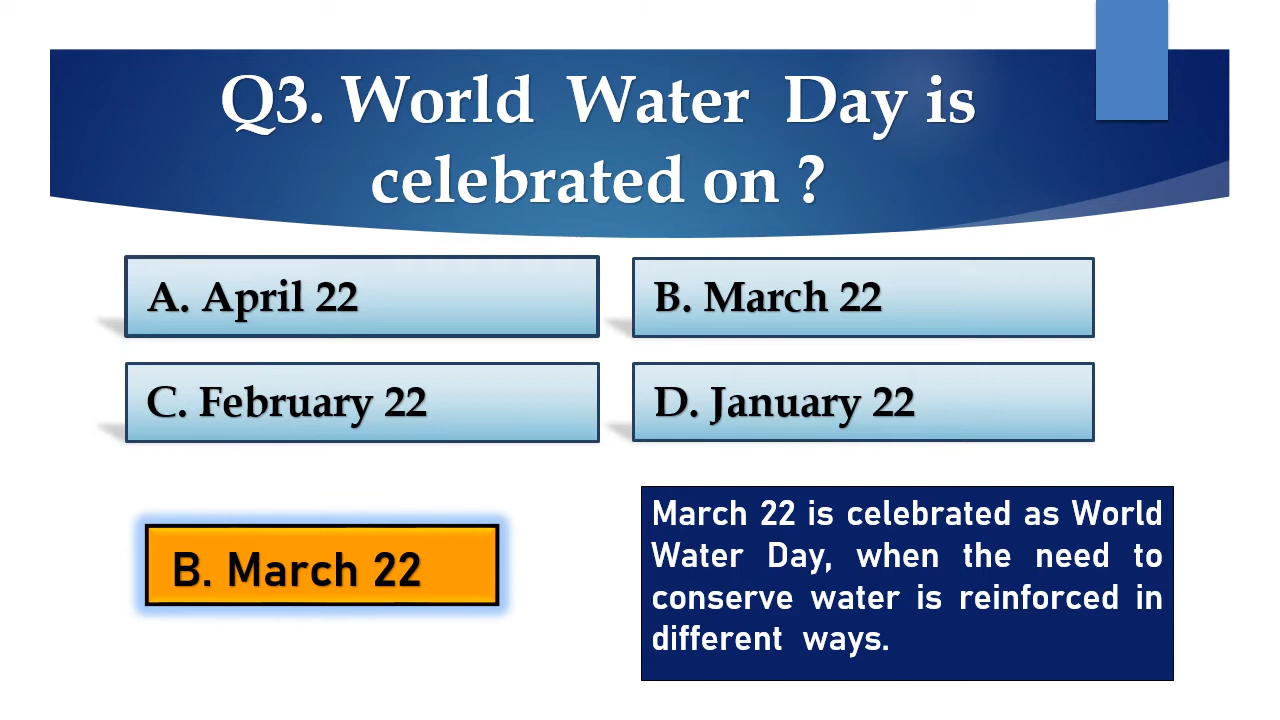 Q3. World Water Day is
celebrated on ?
A. April 22
B. March 22
C. February 22
D. January 22
B. March 22
March 22 is celebrated as World
Water Day, when the need to
conserve water is reinforced in
different ways.